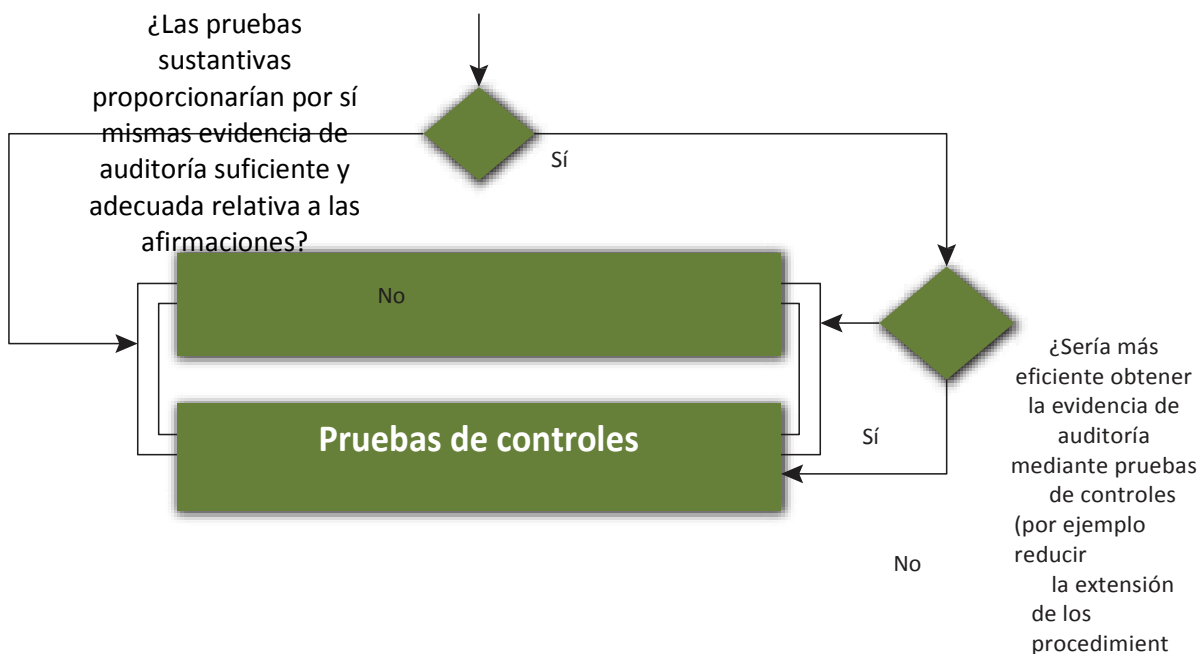 ¿Las pruebas
sustantivas
proporcionarían por sí
mismas evidencia de
auditoría suficiente y
adecuada relativa a las
afirmaciones?
Sí
No
Pruebas de controles
Sí
No
¿Sería más
eficiente obtener
la evidencia de
auditoría
mediante pruebas
de controles
(por ejemplo
reducir
la extensión
de los
procedimient